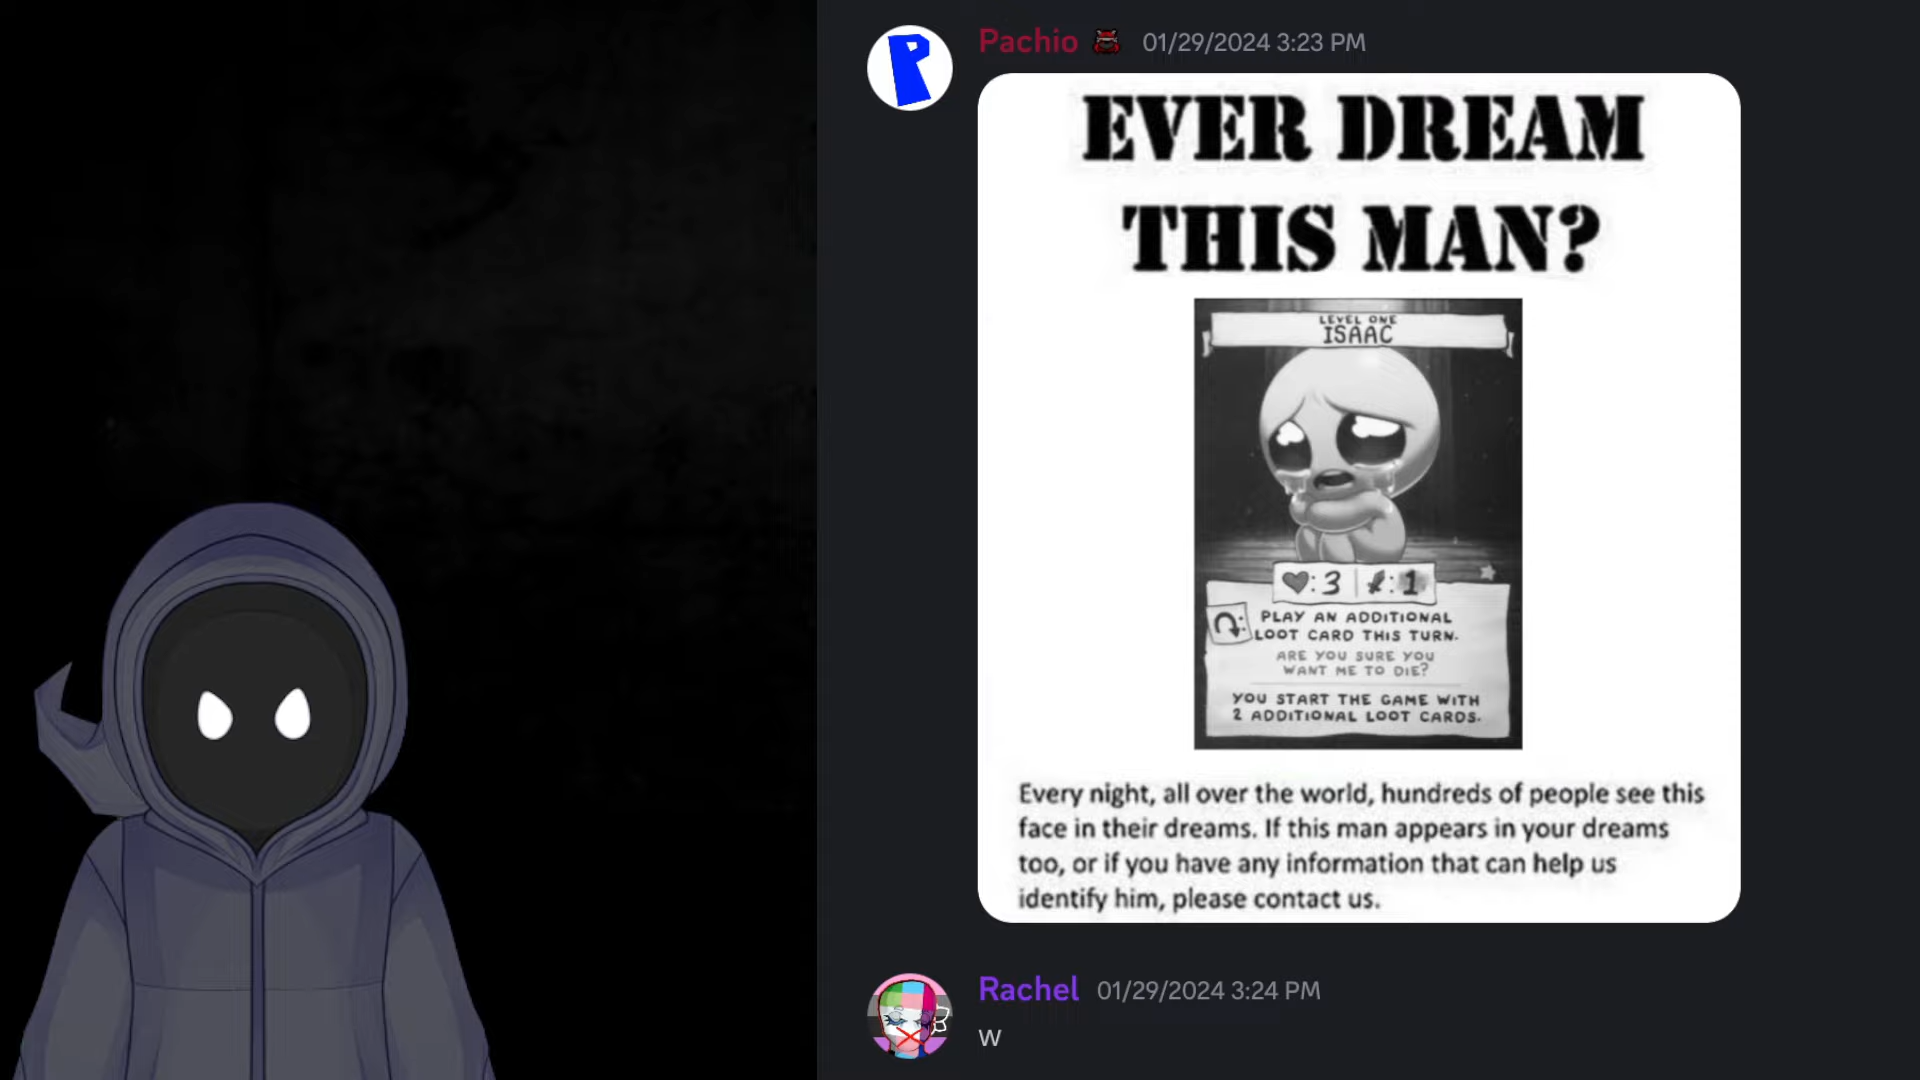 Pachio 01/29/2024 3:23 PM
EVER DREAM
THIS MAN?
LEVEL ONE
ISAAC
:3 :1
PLAY AN ADDITIONAL
LOOT CARD THIS TURN.
ARE YOU SURE YOU
WANT ME TO DIE?
YOU START THE GAME WITH
2 ADDITIONAL LOOT CARDS.
Every night, all over the world, hundreds of people see this
face in their dreams. If this man appears in your dreams
too, or if you have any information that can help us
identify him, please contact us.
Rachel 01/29/2024 3:24 PM
W